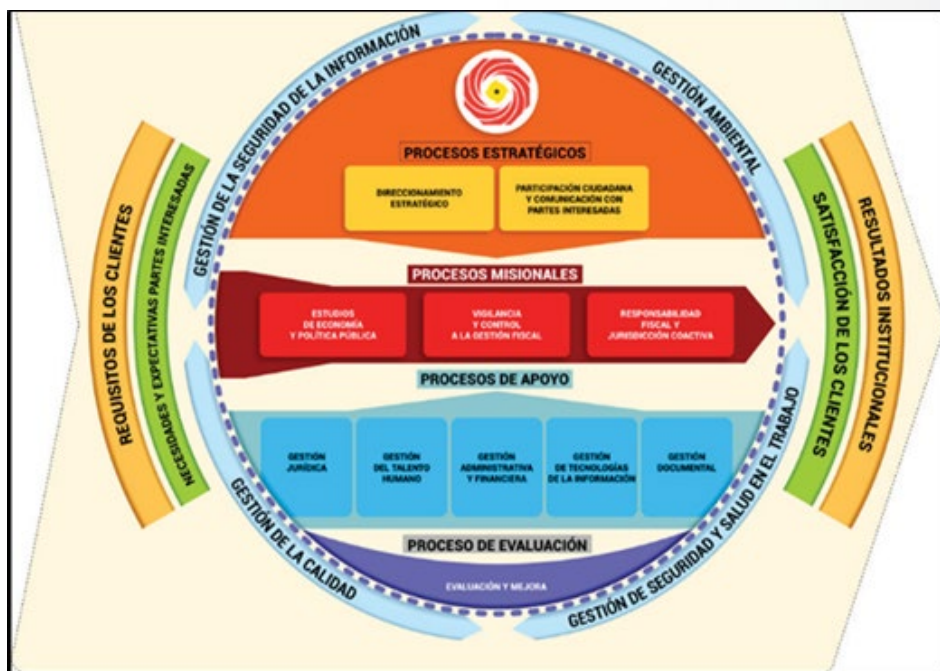 REQUISITOS DE LOS CLIENTES
NECESIDADES Y EXPECTATIVAS PARTES INTERESADAS
GESTIÓN DE LA SEGURIDAD DE LA INFORMACIÓN
GESTIÓN AMBIENTAL
PROCESOS ESTRATÉGICOS
DIRECCIONAMIENTO
ESTRATÉGICO
PARTICIPACIÓN CIUDADANA
Y COMUNICACIÓN CON
PARTES INTERESADAS
PROCESOS MISIONALES
ESTUDIOS
DE ECONOMÍA
Y POLÍTICA PÚBLICA
VIGILANCIA
Y CONTROL
A LA GESTIÓN FISCAL
RESPONSABILIDAD
FISCAL Y
JURISDICCIÓN COACTIVA
PROCESOS DE APOYO
GESTIÓN
JURÍDICA
GESTIÓN
DEL TALENTO
HUMANO
GESTIÓN
ADMINISTRATIVA
Y FINANCIERA
GESTIÓN
DE TECNOLOGÍAS
DE LA INFORMACIÓN
GESTIÓN
DOCUMENTAL
PROCESO DE EVALUACIÓN
EVALUACIÓN Y MEJORA
GESTIÓN DE LA CALIDAD
GESTIÓN DE SEGURIDAD Y SALUD EN EL TRABAJO
SATISFACCIÓN DE LOS CLIENTES
RESULTADOS INSTITUCIONALES